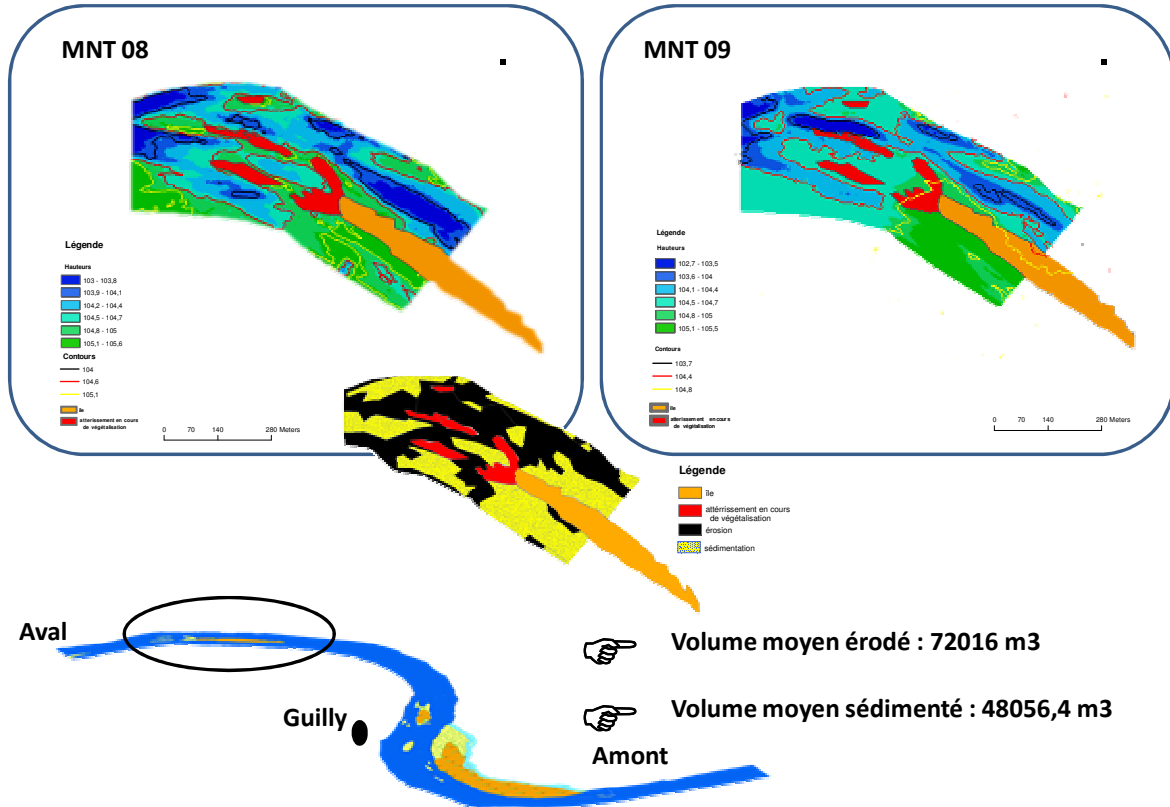 MNT 08
Légende
Hauteurs
103 - 103,8
103,9 - 104,1
104,2 - 104,4
104,5 - 104,7
104,8 - 105
105,1 - 105,6
Contours
104
104,6
105,1
île
atterrissement en cours
de végétalisation
0 70 140 280 Meters
MNT 09
Légende
Hauteurs
102,7 - 103,5
103,6 - 104
104,1 - 104,4
104,5 - 104,7
104,8 - 105
105,1 - 105,5
Contours
103,7
104,4
104,8
île
atterrissement en cours
de végétalisation
0 70 140 280 Meters
Légende
île
attérrissement en cours
de végétalisation
érosion
sédimentation
Aval
Guilly
Amont
Volume moyen érodé : 72016 m3
Volume moyen sédimenté : 48056,4 m3